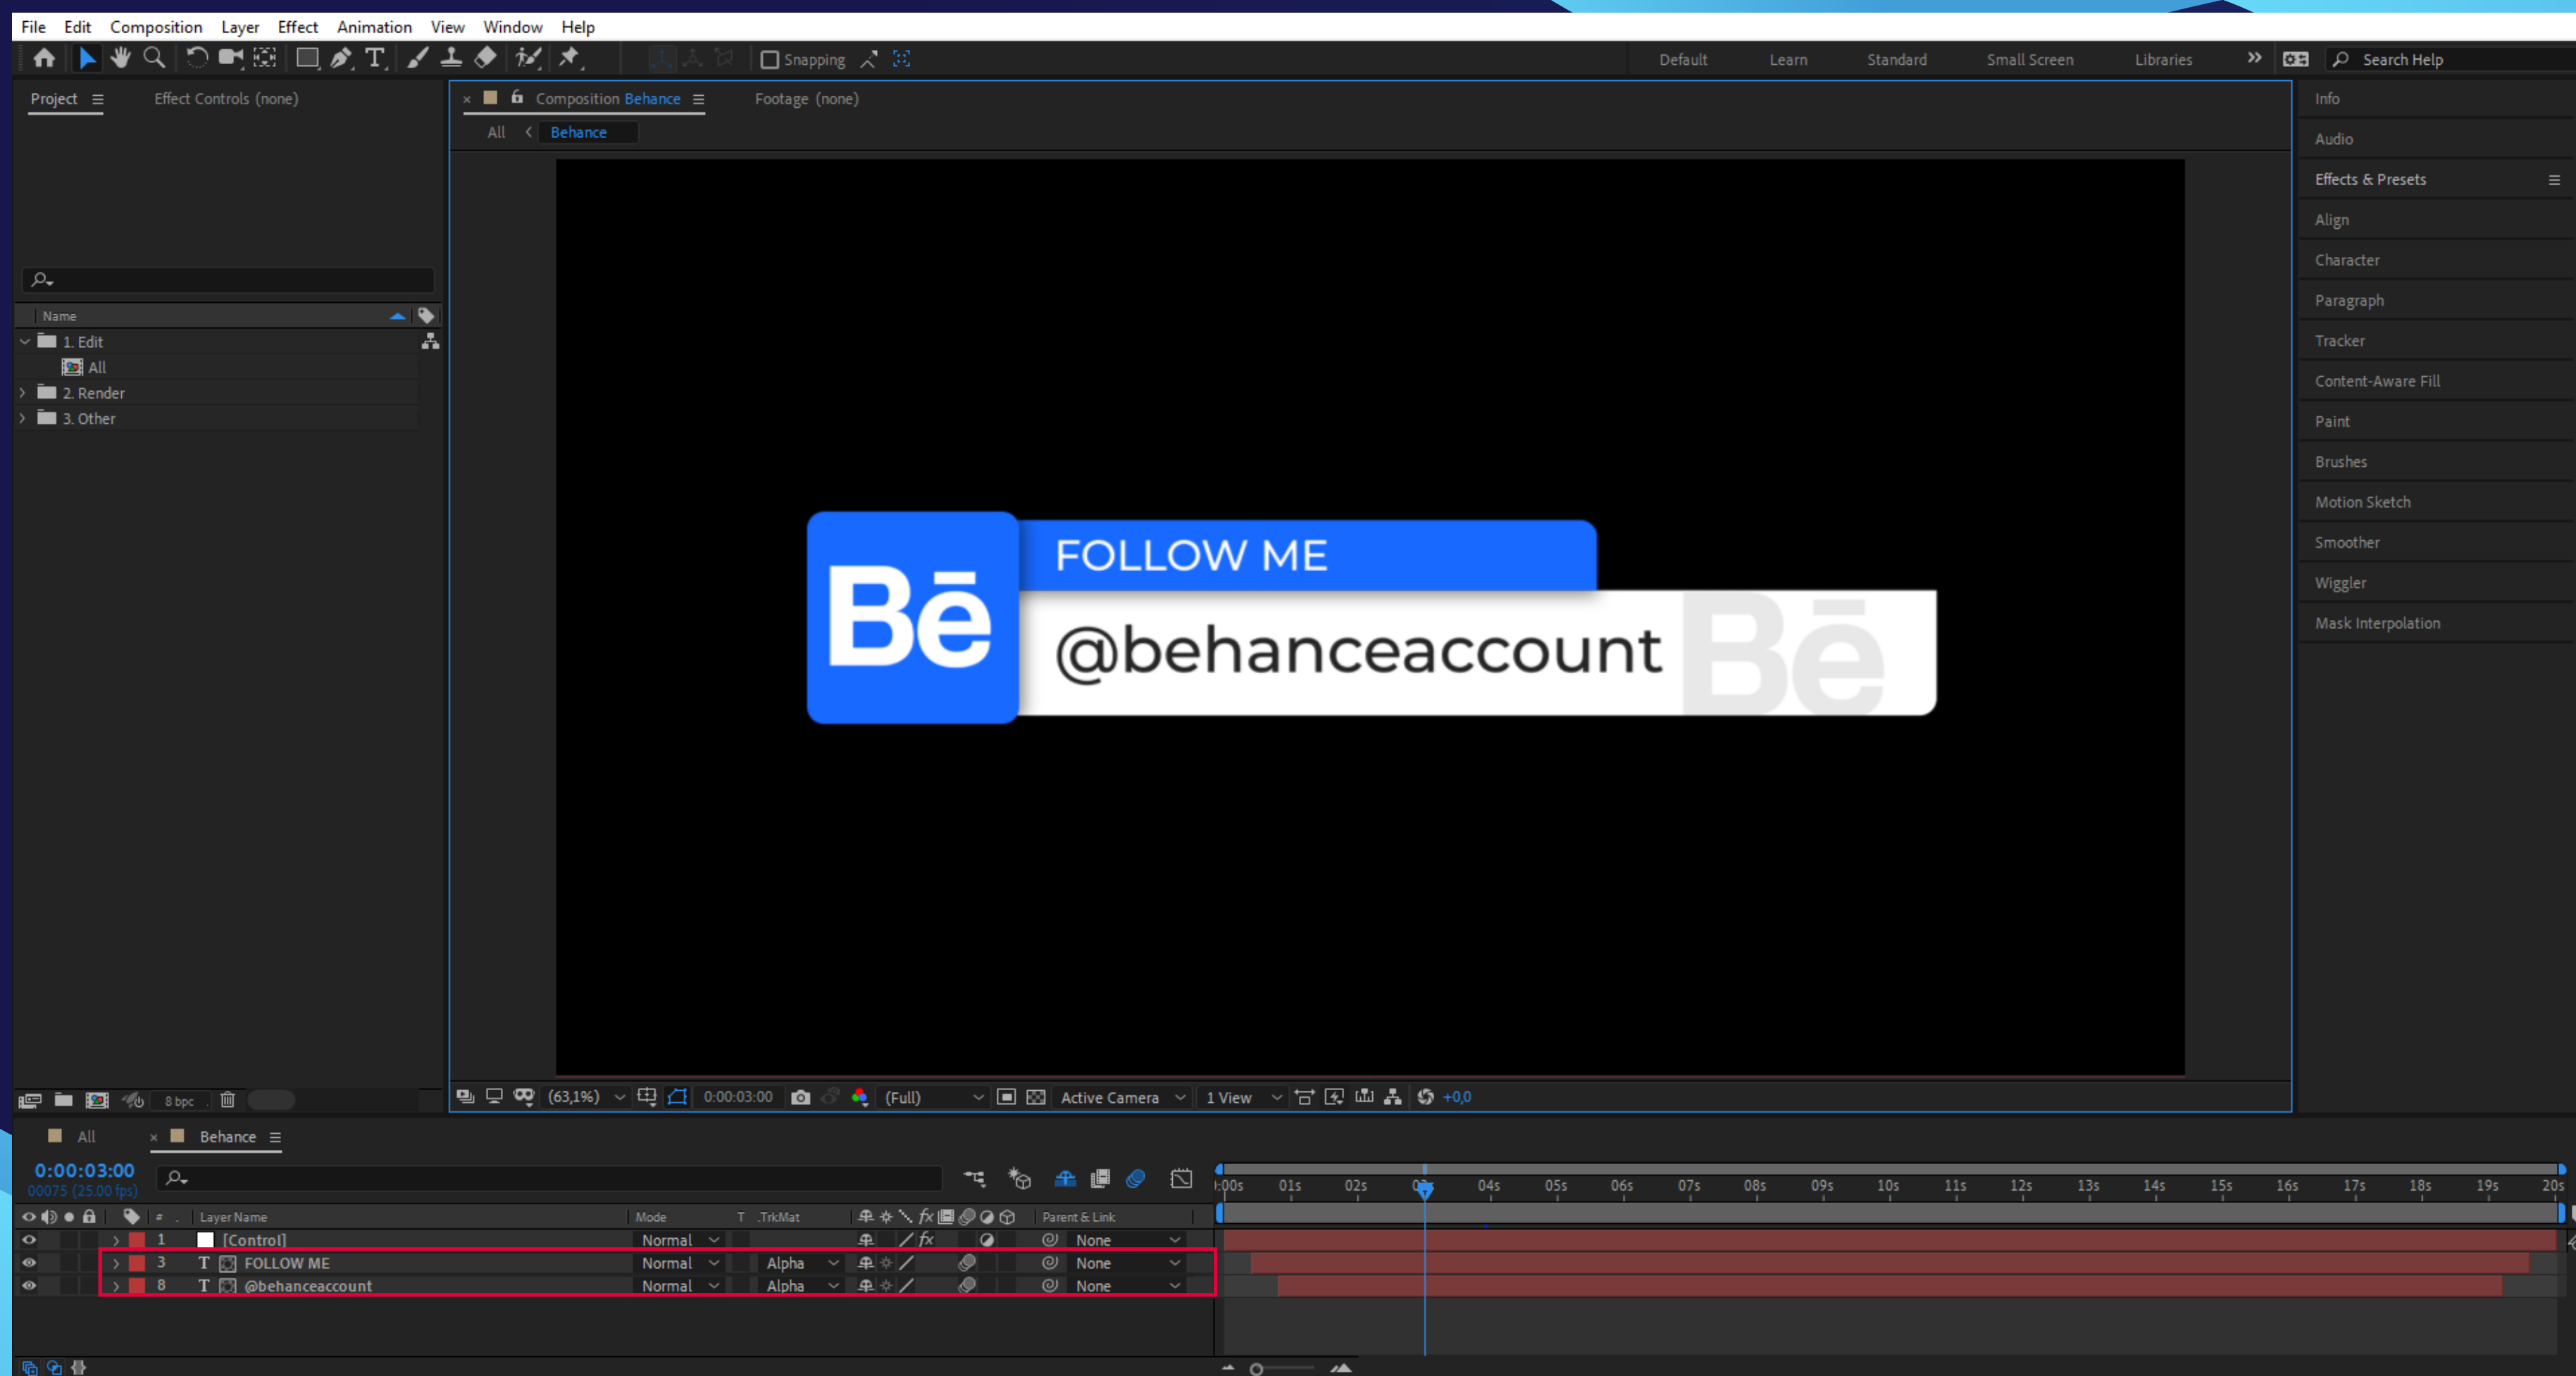 File Edit Composition Layer Effect Animation View Window Help
Snapping Default Learn Standard Small Screen Libraries » Search Help
Project Effect Controls (none) × Composition Behance Footage (none)
All < Behance
Info
Audio
Effects & Presets
Align
Character
Paragraph
Tracker
Content-Aware Fill
Paint
Brushes
Motion Sketch
Smoother
Wiggler
Mask Interpolation
Name
1. Edit
All
2. Render
3. Other
Bē
FOLLOW ME
@behanceaccount
Bē
8 bpc (63,1%) 0:00:03:00 (Full) Active Camera 1 View +0,0
All × Behance
0:00:03:00
00075 (25.00 fps)
:00s 01s 02s 03s 04s 05s 06s 07s 08s 09s 10s 11s 12s 13s 14s 15s 16s 17s 18s 19s 20s
# Layer Name Mode T .TrkMat fx Parent & Link
1 [Control] Normal fx None
3 T FOLLOW ME Normal Alpha None
8 T @behanceaccount Normal Alpha None